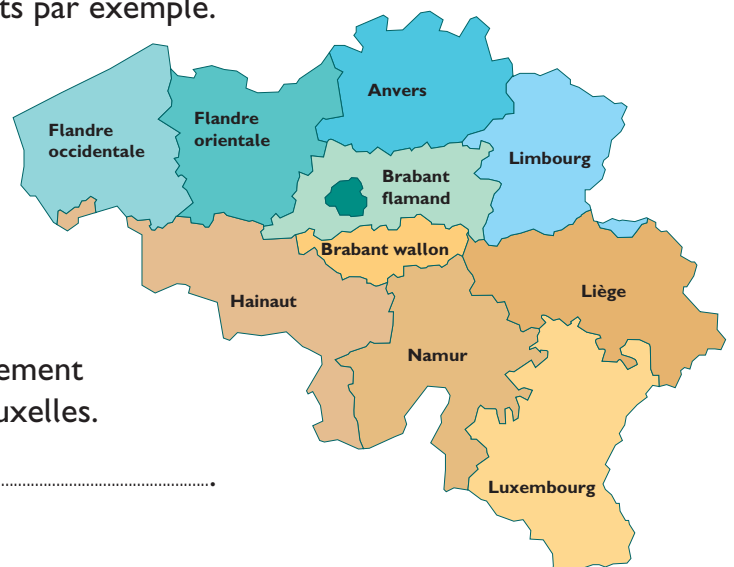 ts par exemple.
Anvers
Flandre
orientale
Flandre
occidentale
Limbourg
Brabant
flamand
Brabant wallon
Hainaut
Liège
Namur
ement
uxelles.
Luxembourg